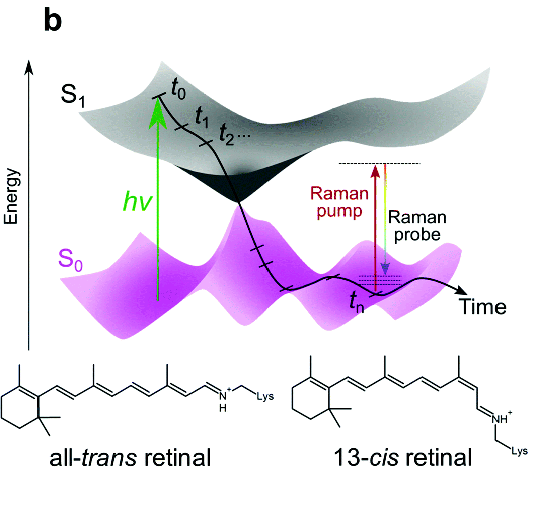 b
S₁
t₀
t₁
t₂...
Energy
hν
Raman
pump
Raman
probe
S₀
tₙ
Time
N
+
H
Lys
NH
+
Lys
all-trans retinal
13-cis retinal